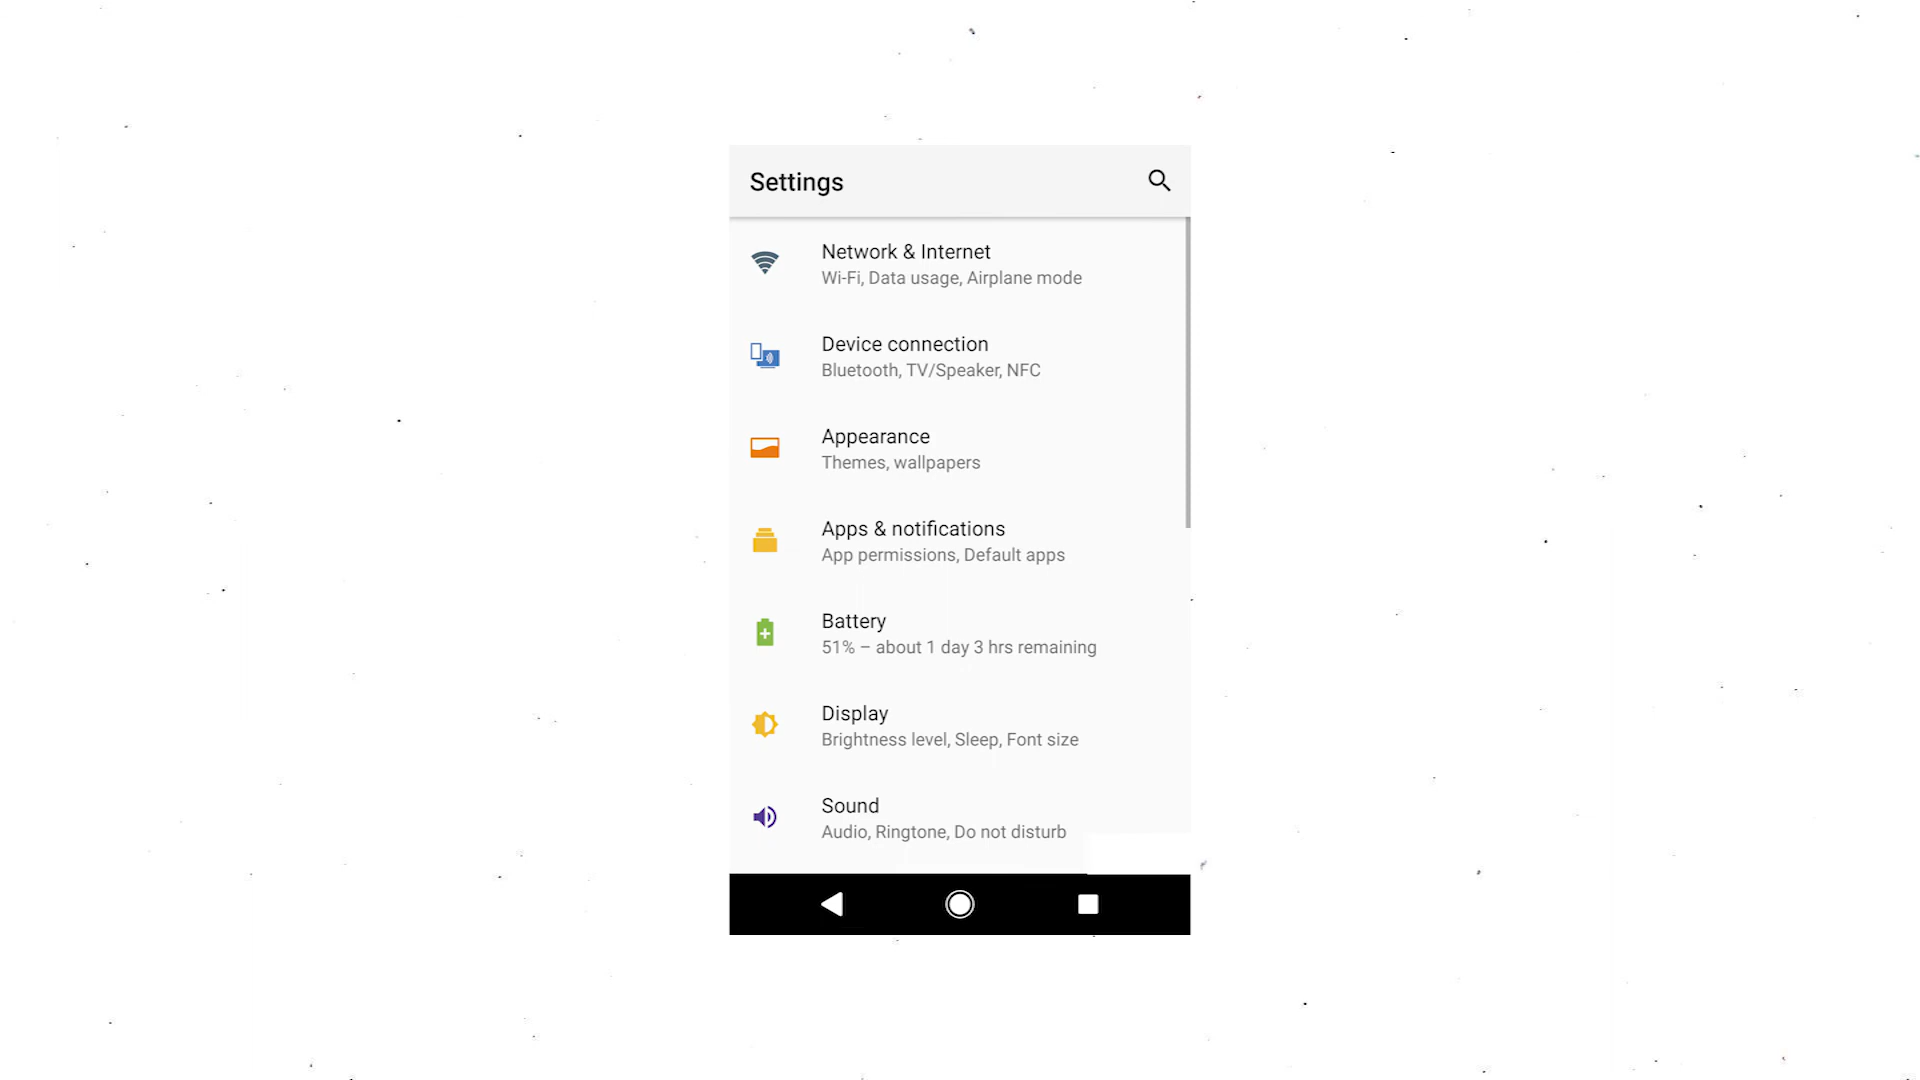 Settings
Network & Internet
Wi-Fi, Data usage, Airplane mode
Device connection
Bluetooth, TV/Speaker, NFC
Appearance
Themes, wallpapers
Apps & notifications
App permissions, Default apps
Battery
51% – about 1 day 3 hrs remaining
Display
Brightness level, Sleep, Font size
Sound
Audio, Ringtone, Do not disturb